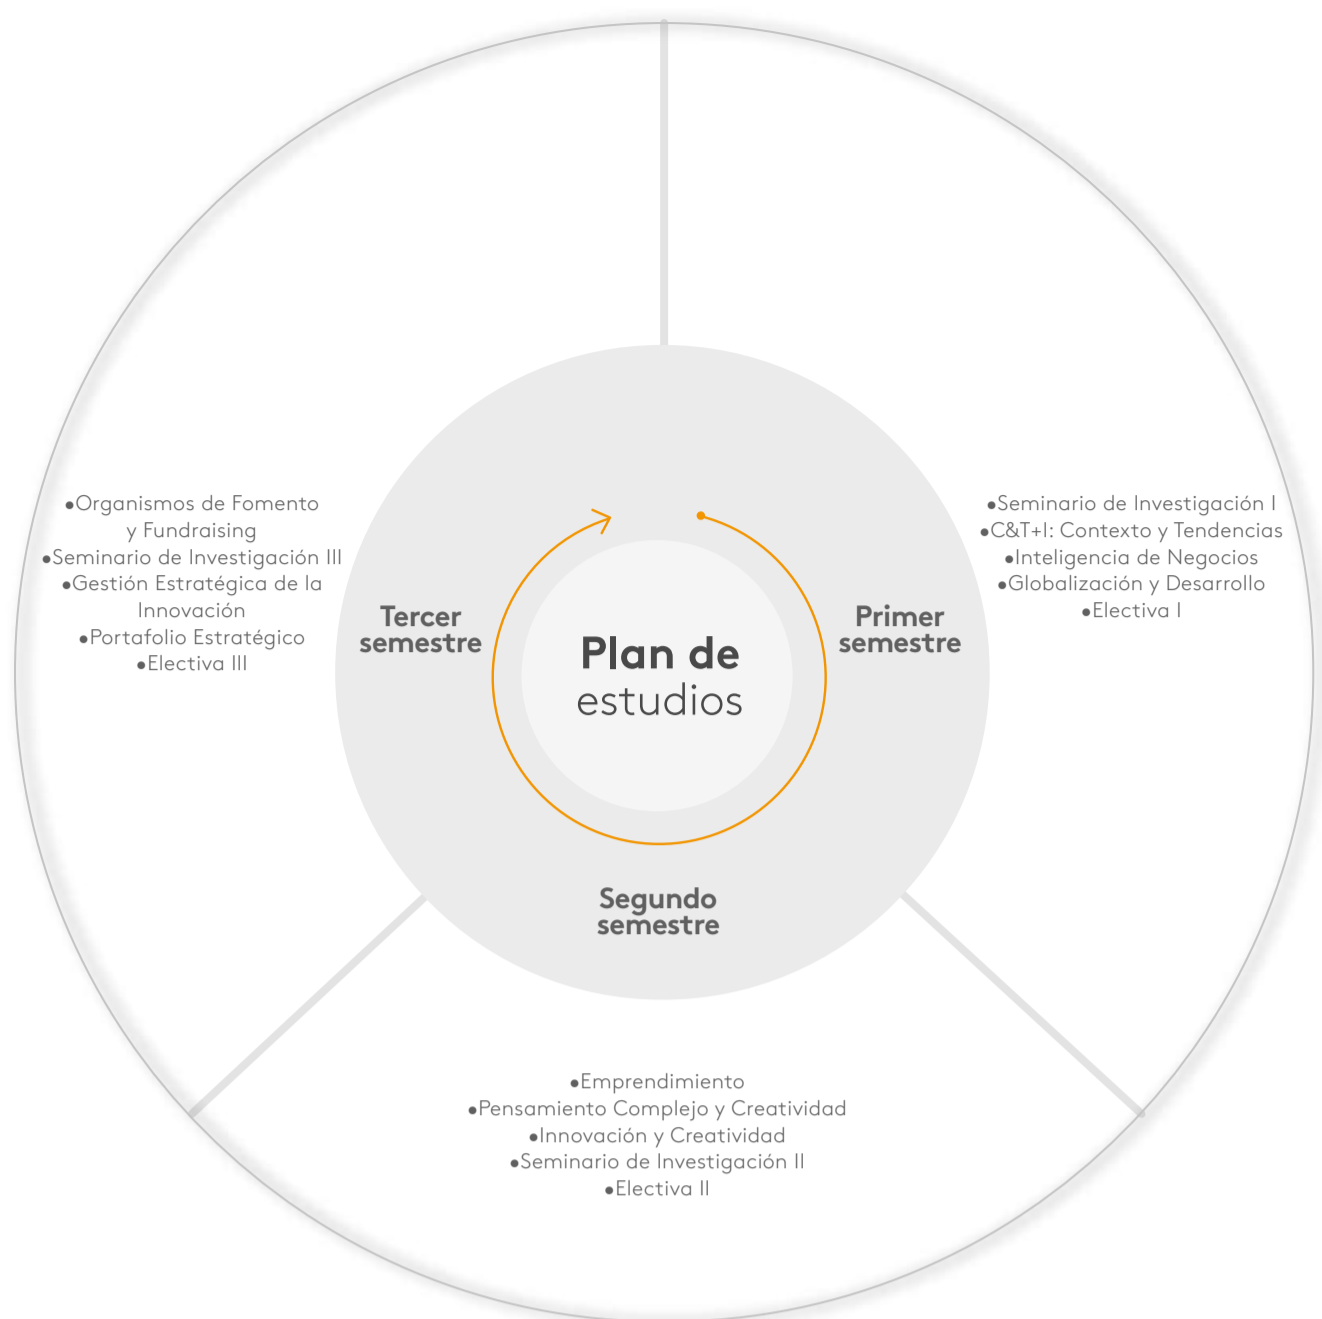 Plan de
estudios
Primer
semestre
•Seminario de Investigación I
•C&T+I: Contexto y Tendencias
•Inteligencia de Negocios
•Globalización y Desarrollo
•Electiva I
Segundo
semestre
•Emprendimiento
•Pensamiento Complejo y Creatividad
•Innovación y Creatividad
•Seminario de Investigación II
•Electiva II
Tercer
semestre
•Organismos de Fomento
y Fundraising
•Seminario de Investigación III
•Gestión Estratégica de la
Innovación
•Portafolio Estratégico
•Electiva III